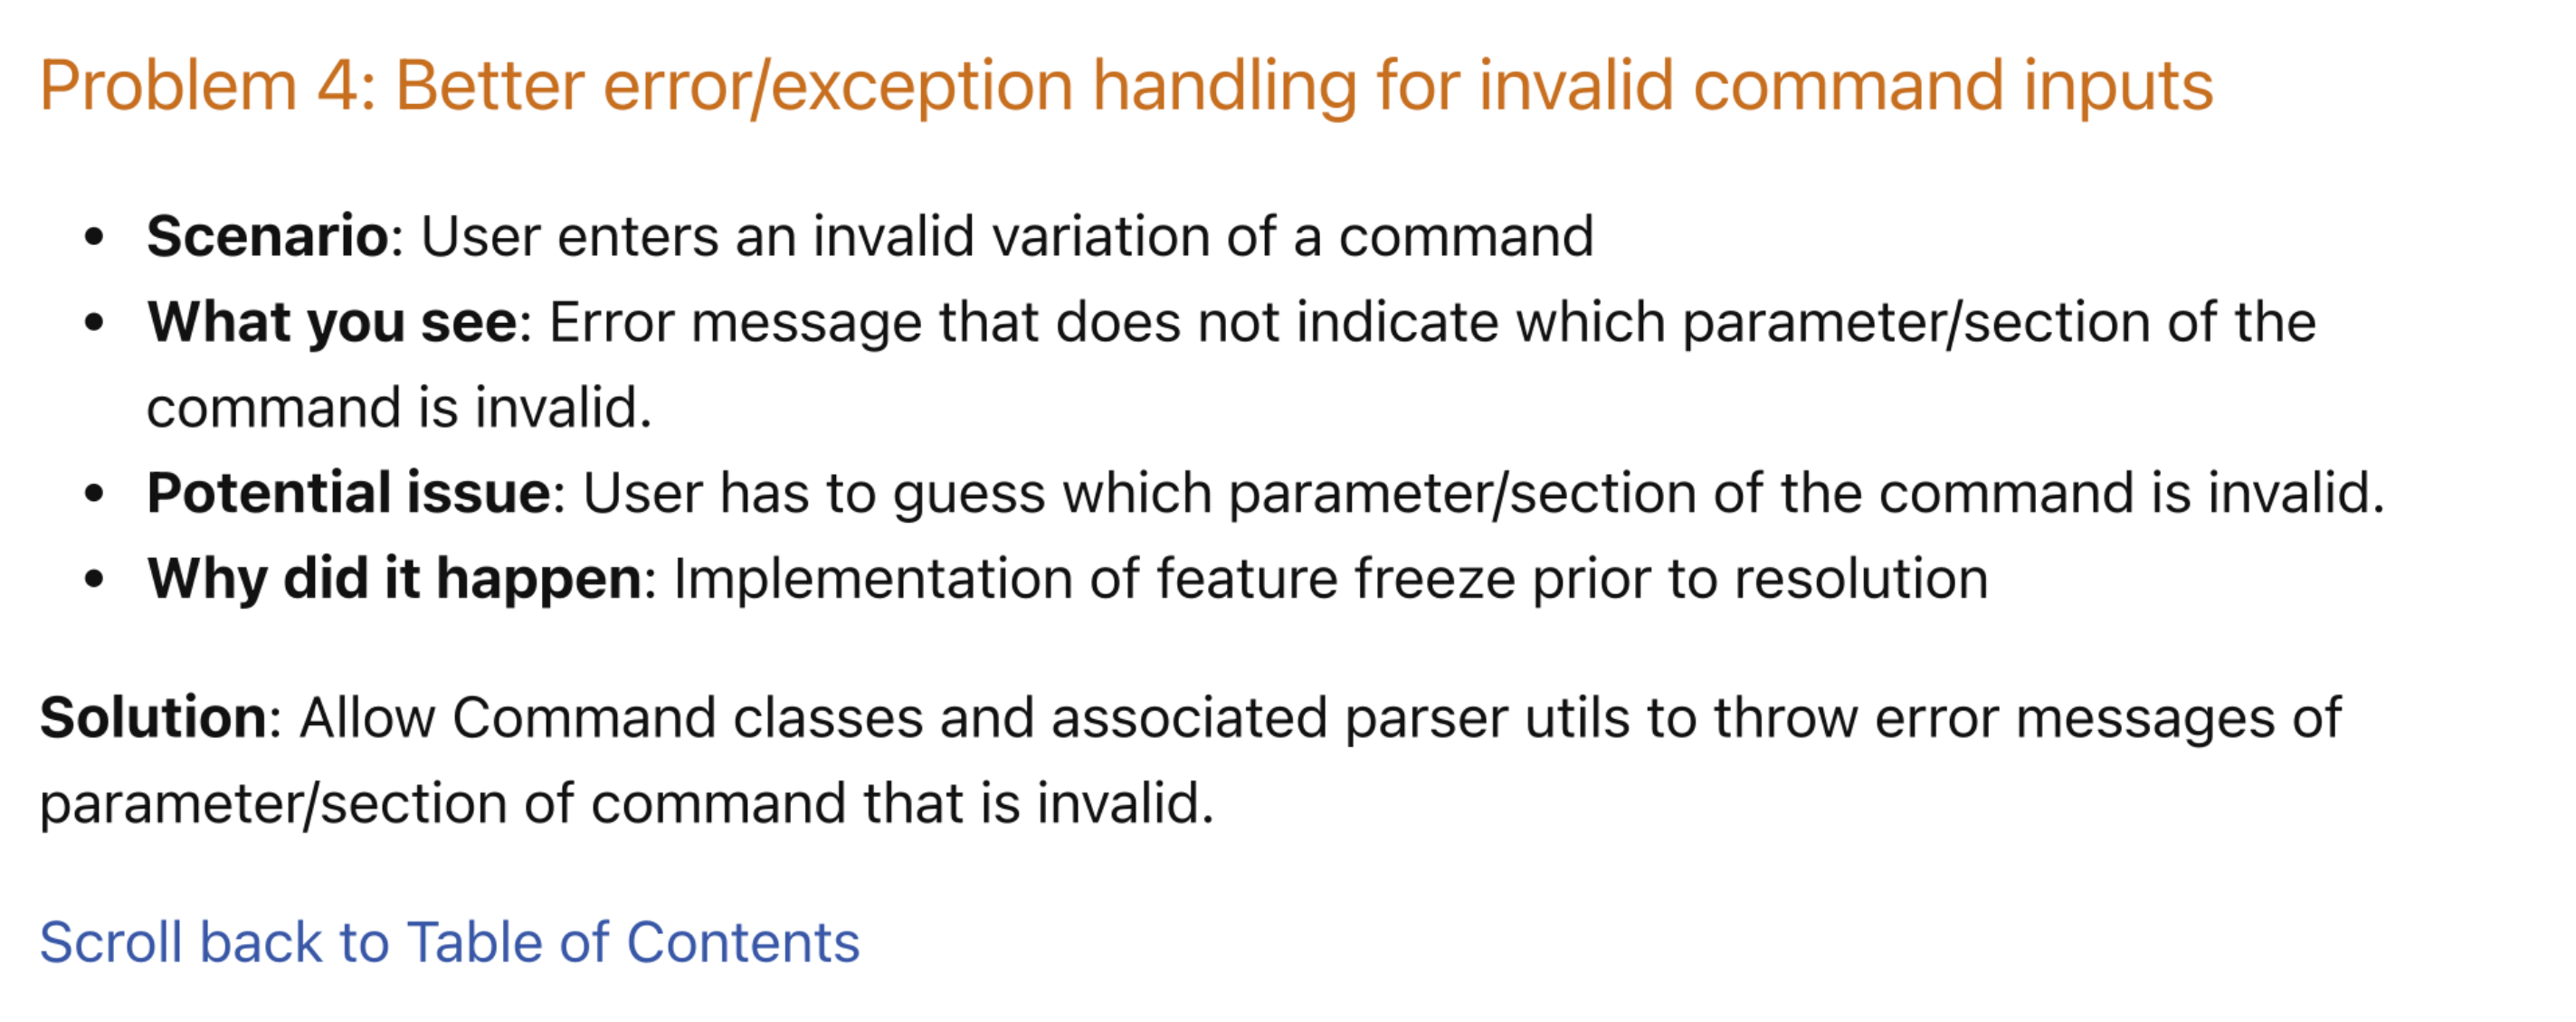 Problem 4: Better error/exception handling for invalid command inputs
• Scenario: User enters an invalid variation of a command
• What you see: Error message that does not indicate which parameter/section of the
command is invalid.
• Potential issue: User has to guess which parameter/section of the command is invalid.
• Why did it happen: Implementation of feature freeze prior to resolution
Solution: Allow Command classes and associated parser utils to throw error messages of
parameter/section of command that is invalid.
Scroll back to Table of Contents